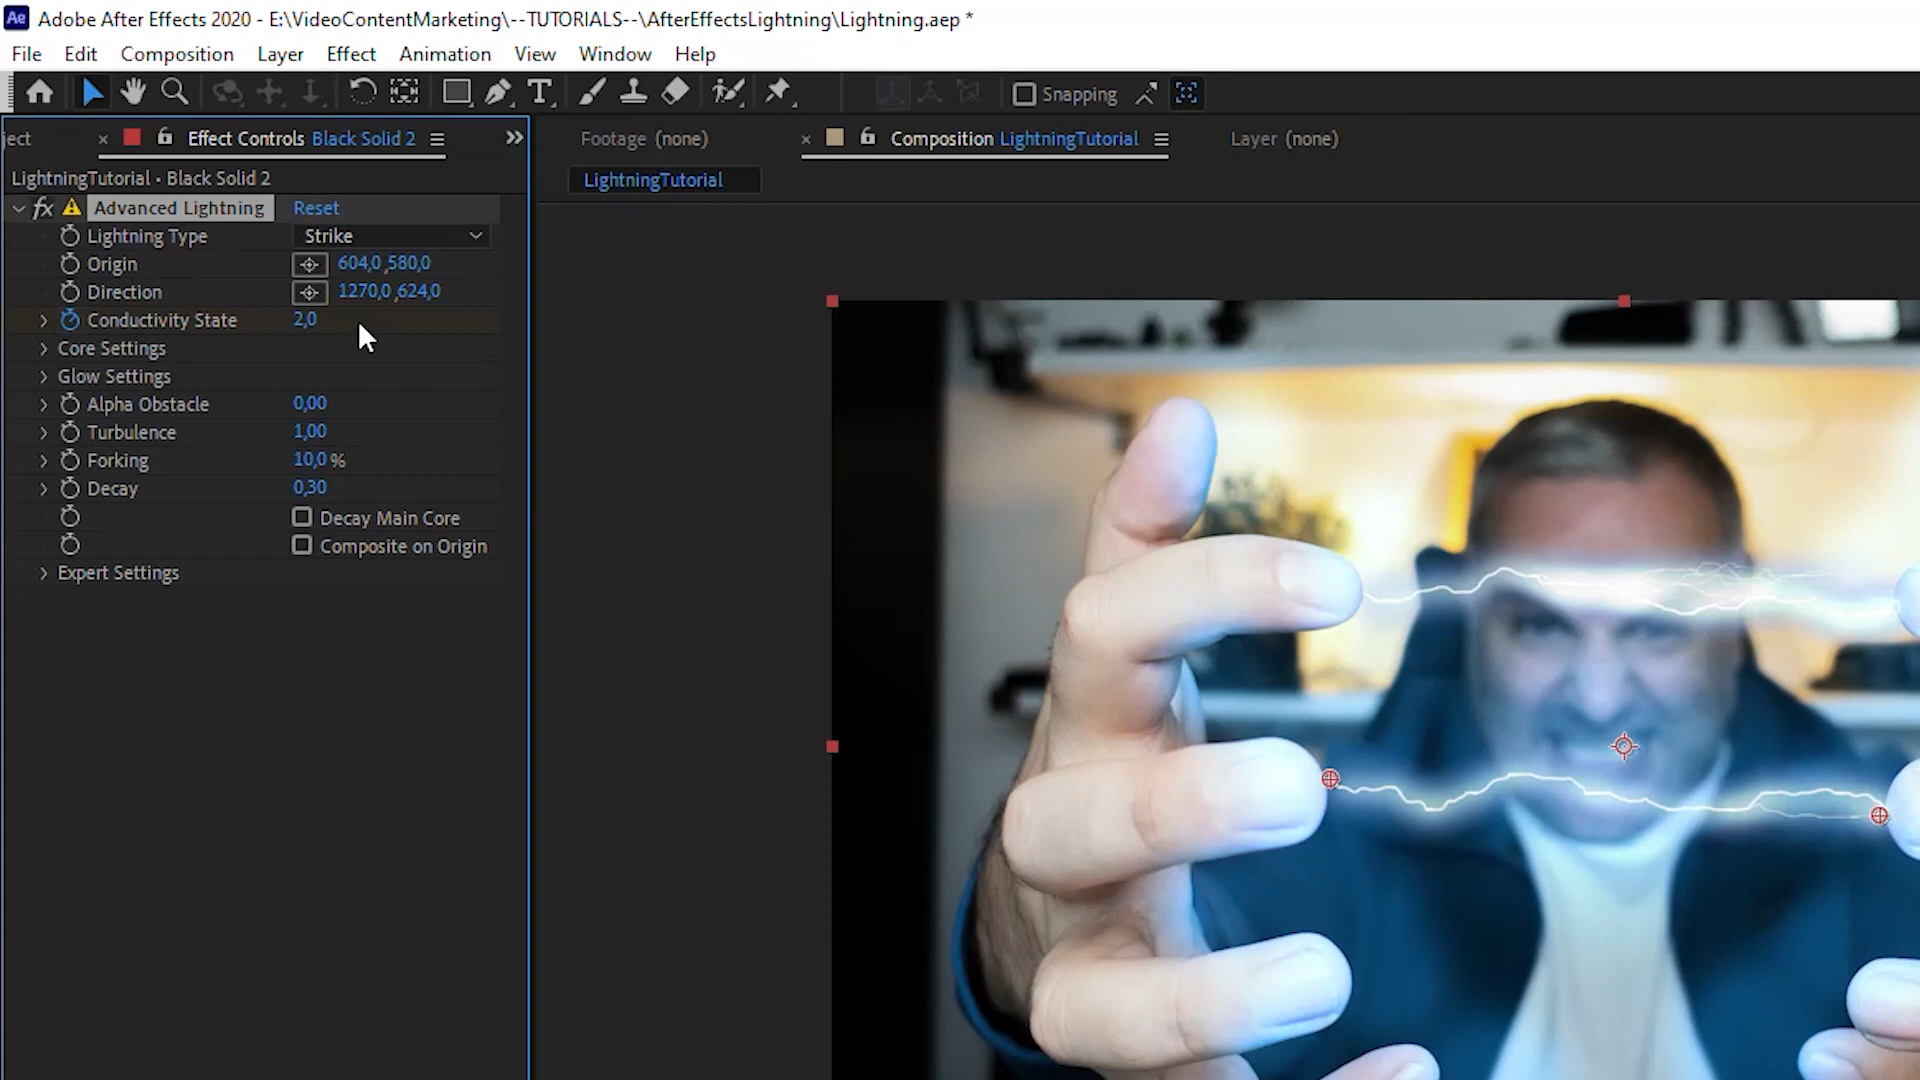 Ae Adobe After Effects 2020 - E:\VideoContentMarketing\--TUTORIALS--\AfterEffectsLightning\Lightning.aep *
File Edit Composition Layer Effect Animation View Window Help
T Snapping
ject × Effect Controls Black Solid 2 × Composition LightningTutorial Footage (none) Layer (none)
LightningTutorial • Black Solid 2
LightningTutorial
fx Advanced Lightning Reset
Lightning Type Strike
Origin 604,0 ,580,0
Direction 1270,0 ,624,0
Conductivity State 2,0
Core Settings
Glow Settings
Alpha Obstacle 0,00
Turbulence 1,00
Forking 10,0 %
Decay 0,30
Decay Main Core
Composite on Origin
Expert Settings